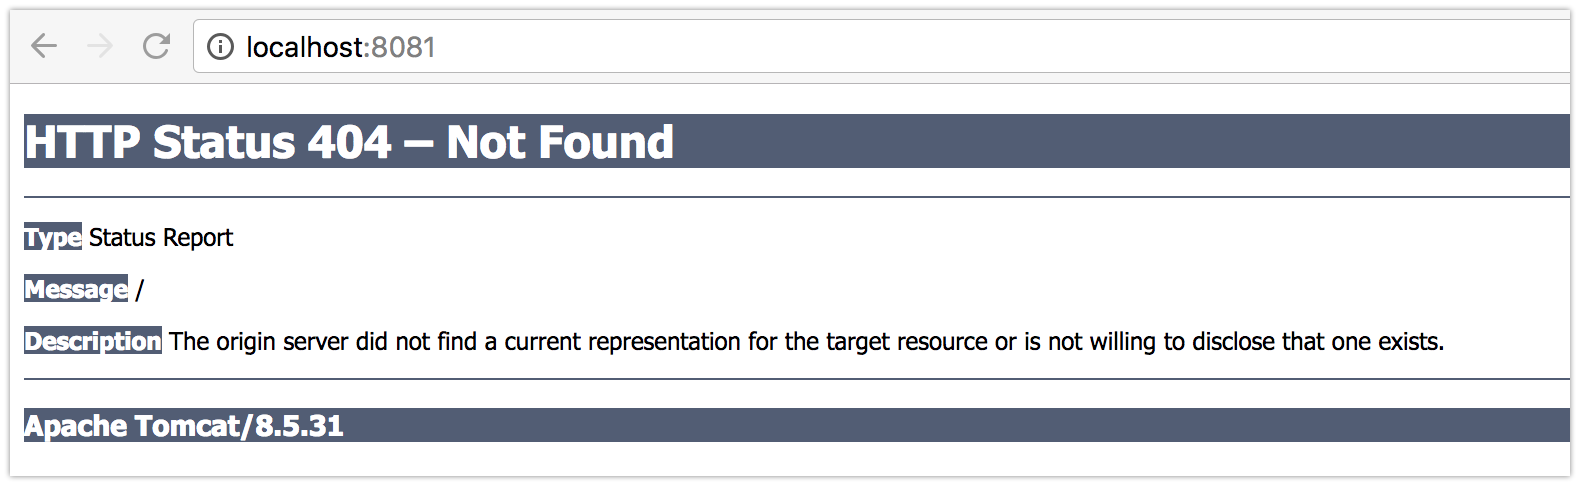 localhost:8081
HTTP Status 404 – Not Found
Type Status Report
Message /
Description The origin server did not find a current representation for the target resource or is not willing to disclose that one exists.
Apache Tomcat/8.5.31